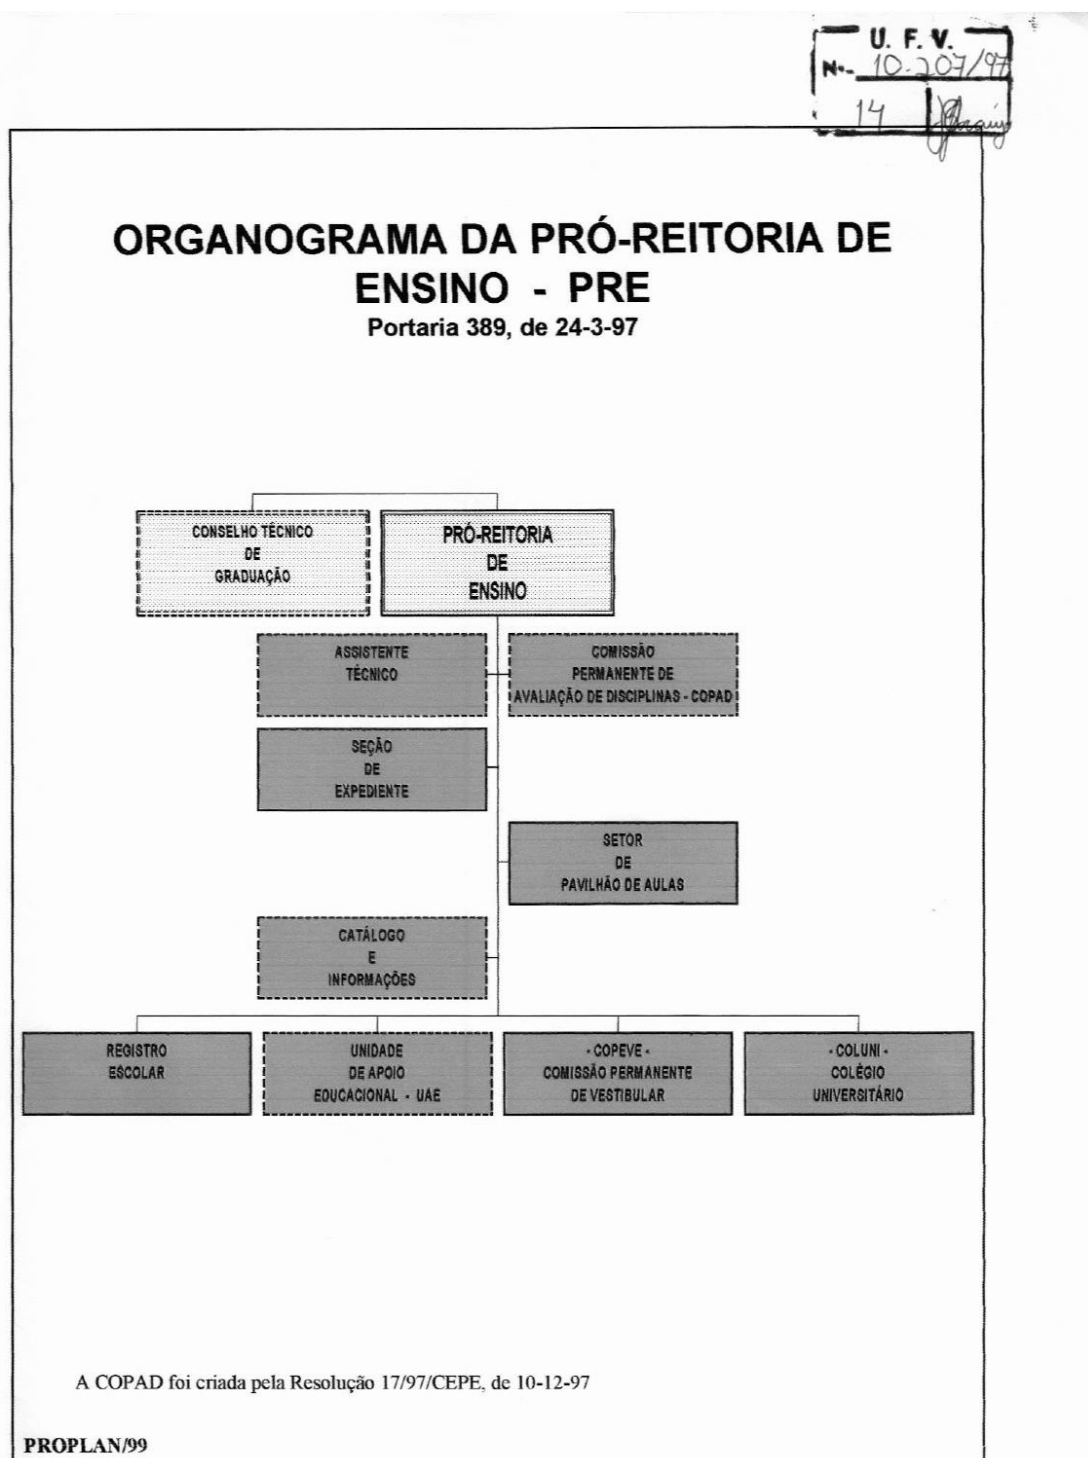 U. F. V.
Nº- 10.207/97
14
ORGANOGRAMA DA PRÓ-REITORIA DE
ENSINO - PRE
Portaria 389, de 24-3-97
CONSELHO TÉCNICO
DE
GRADUAÇÃO
PRÓ-REITORIA
DE
ENSINO
ASSISTENTE
TÉCNICO
COMISSÃO
PERMANENTE DE
AVALIAÇÃO DE DISCIPLINAS - COPAD
SEÇÃO
DE
EXPEDIENTE
SETOR
DE
PAVILHÃO DE AULAS
CATÁLOGO
E
INFORMAÇÕES
REGISTRO
ESCOLAR
UNIDADE
DE APOIO
EDUCACIONAL - UAE
- COPEVE -
COMISSÃO PERMANENTE
DE VESTIBULAR
- COLUNI -
COLÉGIO
UNIVERSITÁRIO
A COPAD foi criada pela Resolução 17/97/CEPE, de 10-12-97
PROPLAN/99